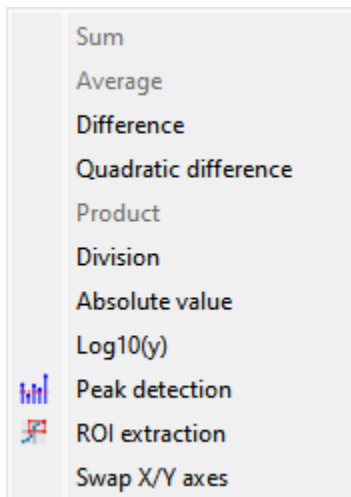 Sum
Average
Difference
Quadratic difference
Product
Division
Absolute value
Log10(y)
Peak detection
ROI extraction
Swap X/Y axes